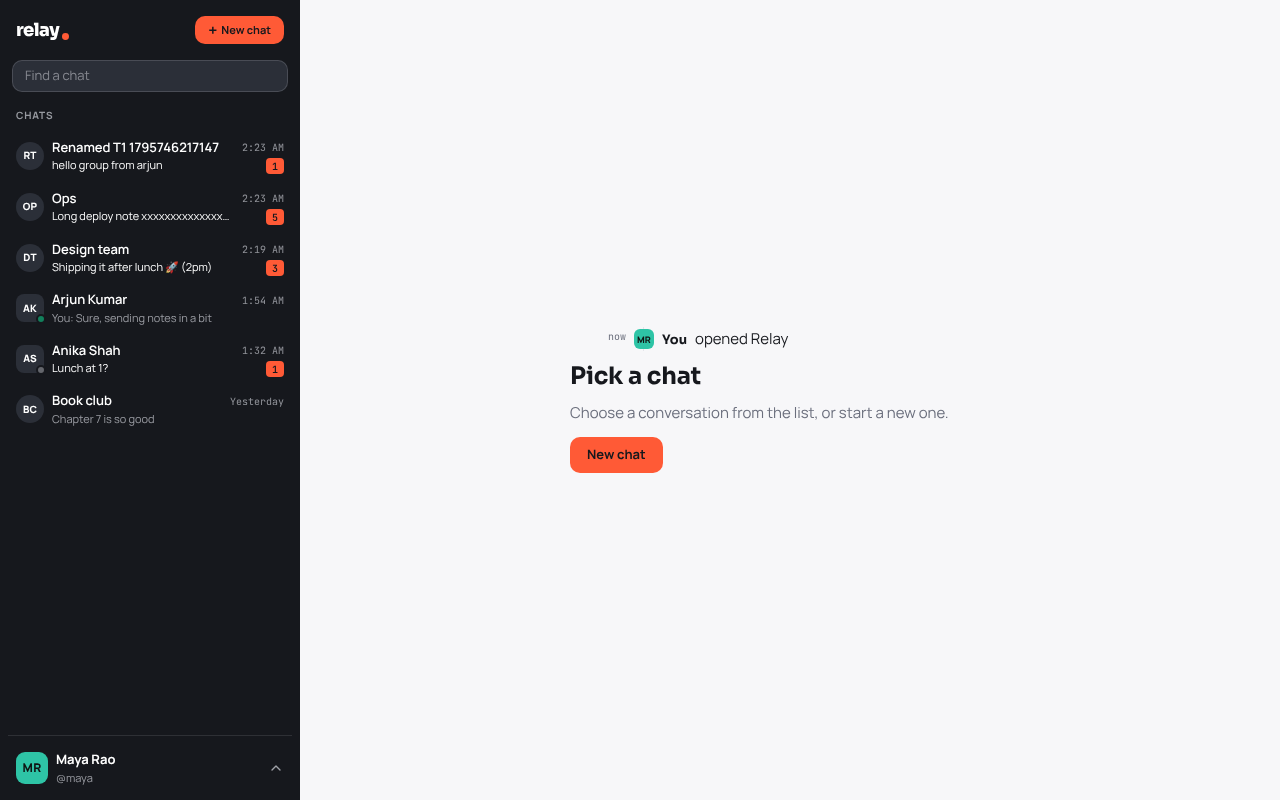 relay.
+ New chat
Find a chat
CHATS
RT Renamed T1 1795746217147 2:23 AM
hello group from arjun 1
OP Ops 2:23 AM
Long deploy note xxxxxxxxxxxxxx… 5
DT Design team 2:19 AM
Shipping it after lunch 🚀 (2pm) 3
AK Arjun Kumar 1:54 AM
You: Sure, sending notes in a bit
AS Anika Shah 1:32 AM
Lunch at 1? 1
BC Book club Yesterday
Chapter 7 is so good
MR Maya Rao
@maya
now MR You opened Relay
Pick a chat
Choose a conversation from the list, or start a new one.
New chat